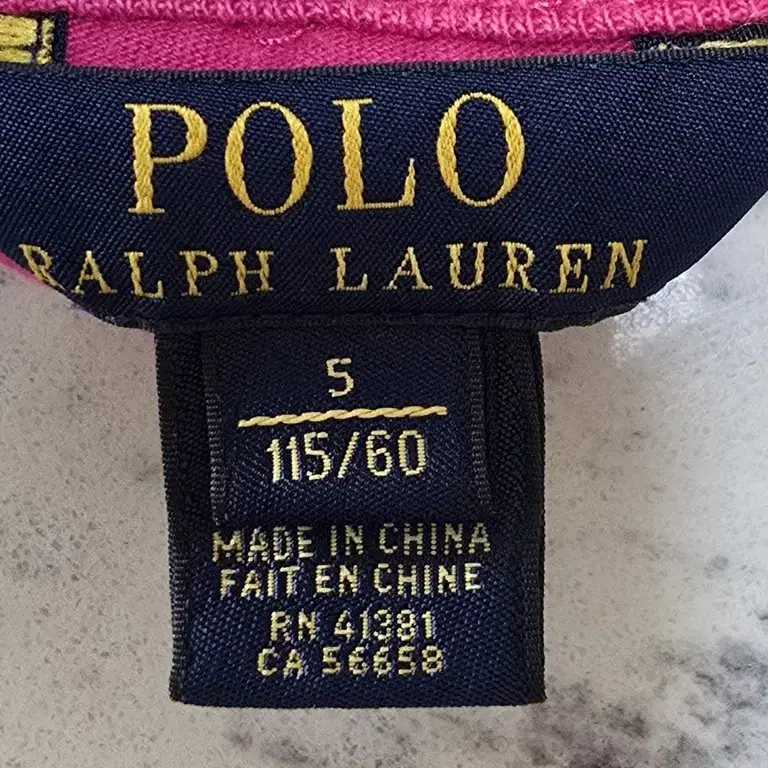 POLO
RALPH LAUREN
5
115/60
MADE IN CHINA
FAIT EN CHINE
RN 41381
CA 56658